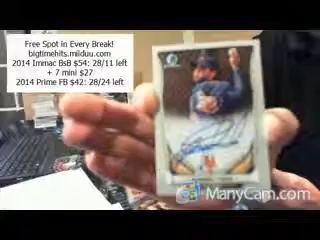 Free Spot in Every Break!
bigtimehits.miiduu.com
2014 Immac BsB $54: 28/11 left
+ 7 mini $27
2014 Prime FB $42: 28/24 left
ManyCam.com